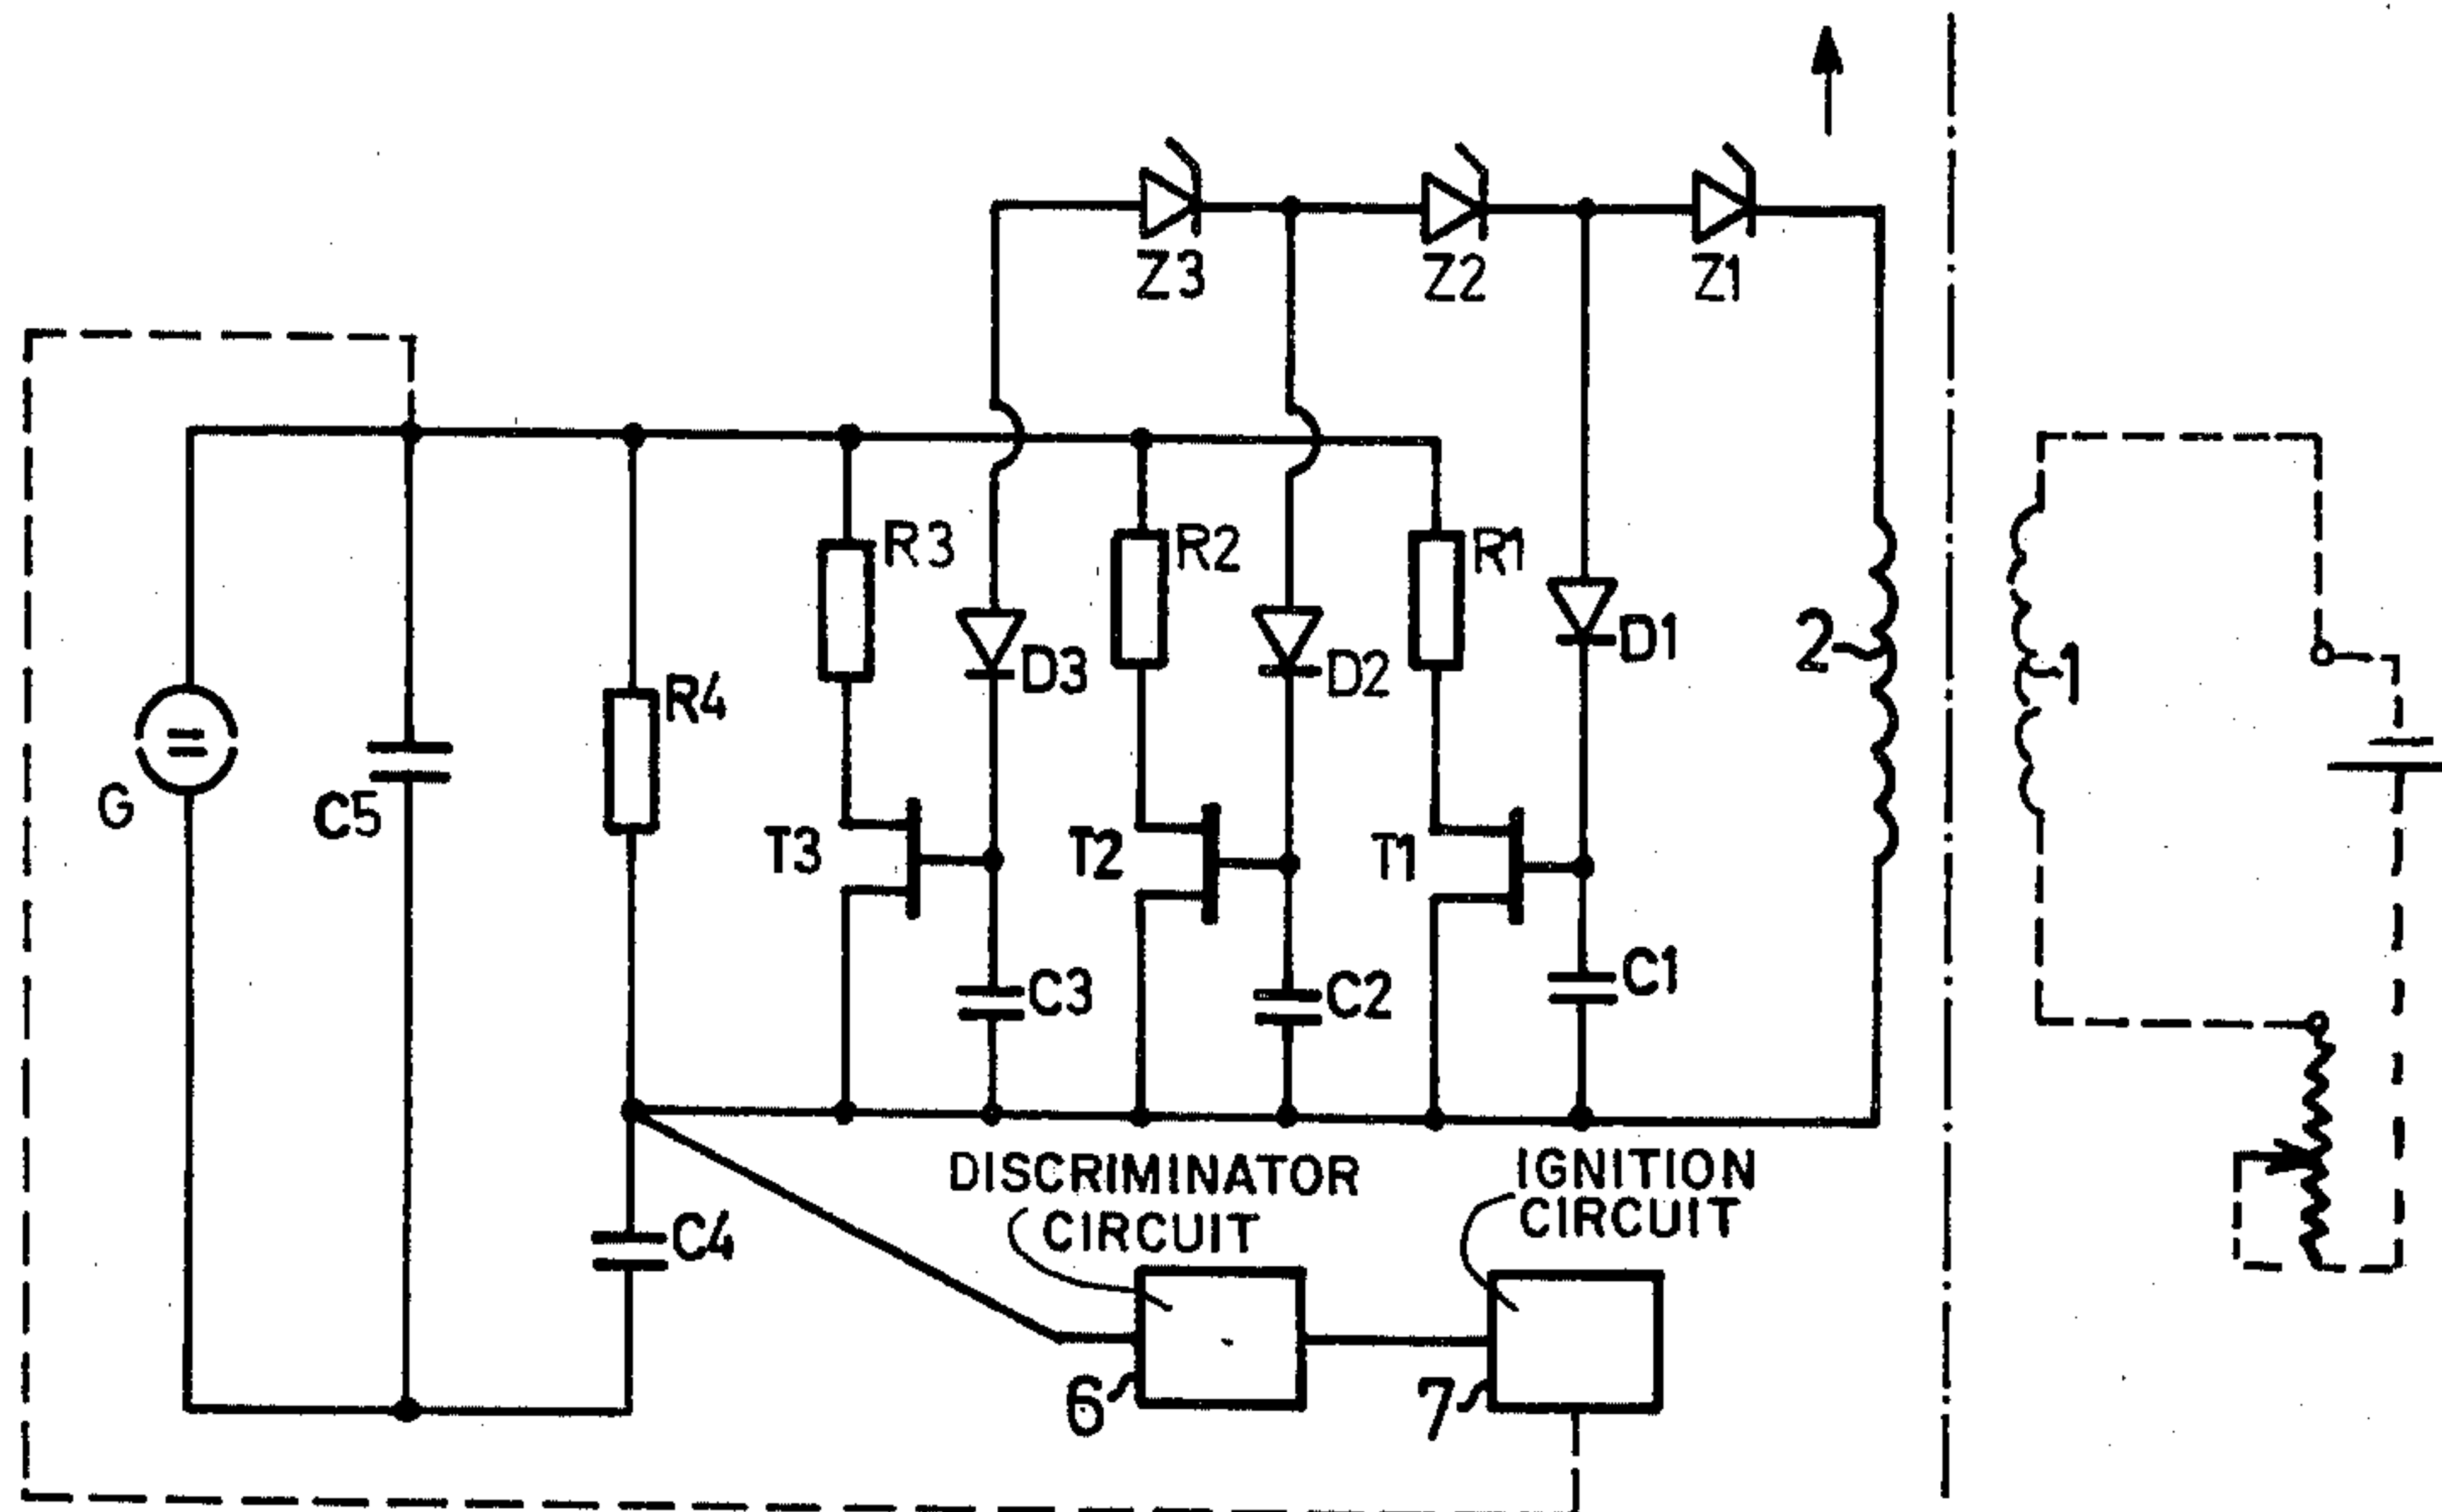 Z3
Z2
Z1
R3
R2
R1
D3
D2
D1
2
1
R4
G
C5
T3
T2
T1
C3
C2
C1
DISCRIMINATOR
CIRCUIT
IGNITION
CIRCUIT
C4
6
7